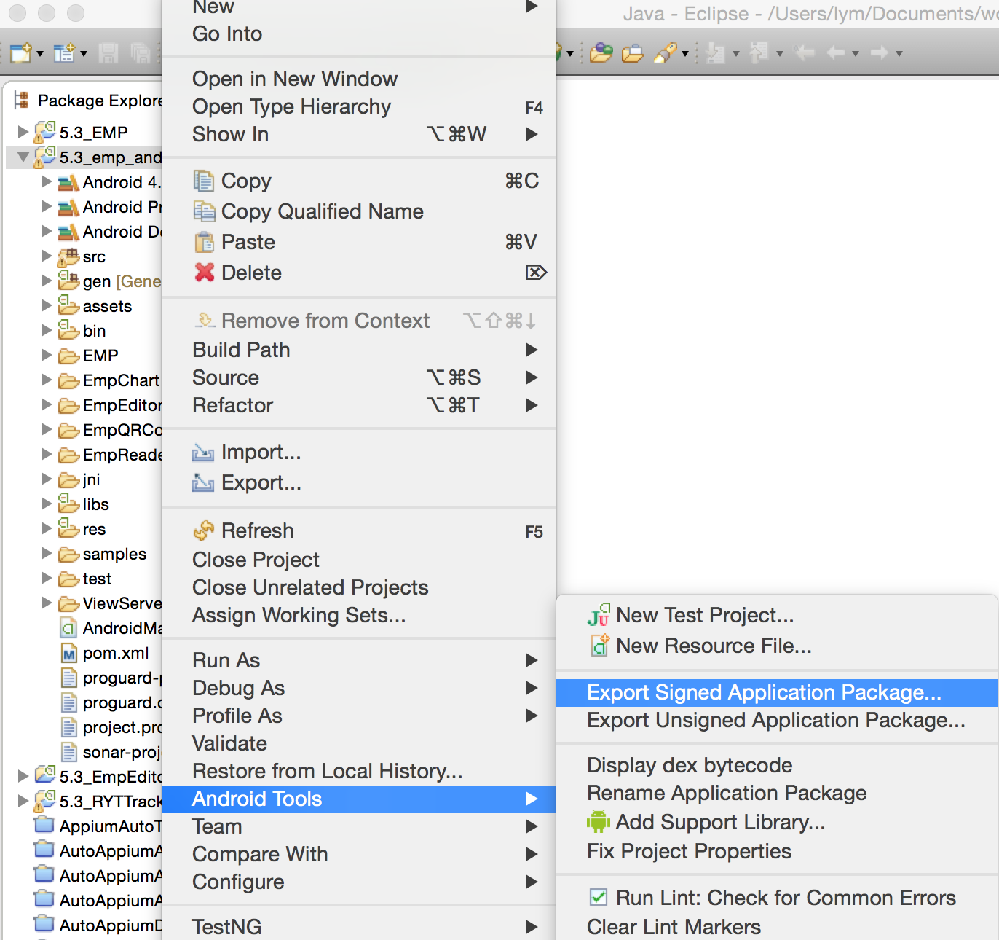 Java - Eclipse - /Users/lym/Documents/wo
Package Explore
5.3_EMP
5.3_emp_and
Android 4.
Android Pr
Android De
src
gen [Gene
assets
bin
EMP
EmpChart
EmpEditor
EmpQRCo
EmpReade
jni
libs
res
samples
test
ViewServe
AndroidMa
pom.xml
proguard-p
proguard.c
project.pro
sonar-proj
5.3_EmpEdito
5.3_RYTTrack
AppiumAutoT
AutoAppiumA
AutoAppiumA
AutoAppiumA
AutoAppiumD
New
Go Into
Open in New Window
Open Type Hierarchy F4
Show In ⌥⌘W
Copy ⌘C
Copy Qualified Name
Paste ⌘V
Delete ⌦
Remove from Context ⌥⇧⌘↓
Build Path
Source ⌥⌘S
Refactor ⌥⌘T
Import...
Export...
Refresh F5
Close Project
Close Unrelated Projects
Assign Working Sets...
Run As
Debug As
Profile As
Validate
Restore from Local History...
Android Tools
Team
Compare With
Configure
TestNG
New Test Project...
New Resource File...
Export Signed Application Package...
Export Unsigned Application Package...
Display dex bytecode
Rename Application Package
Add Support Library...
Fix Project Properties
Run Lint: Check for Common Errors
Clear Lint Markers